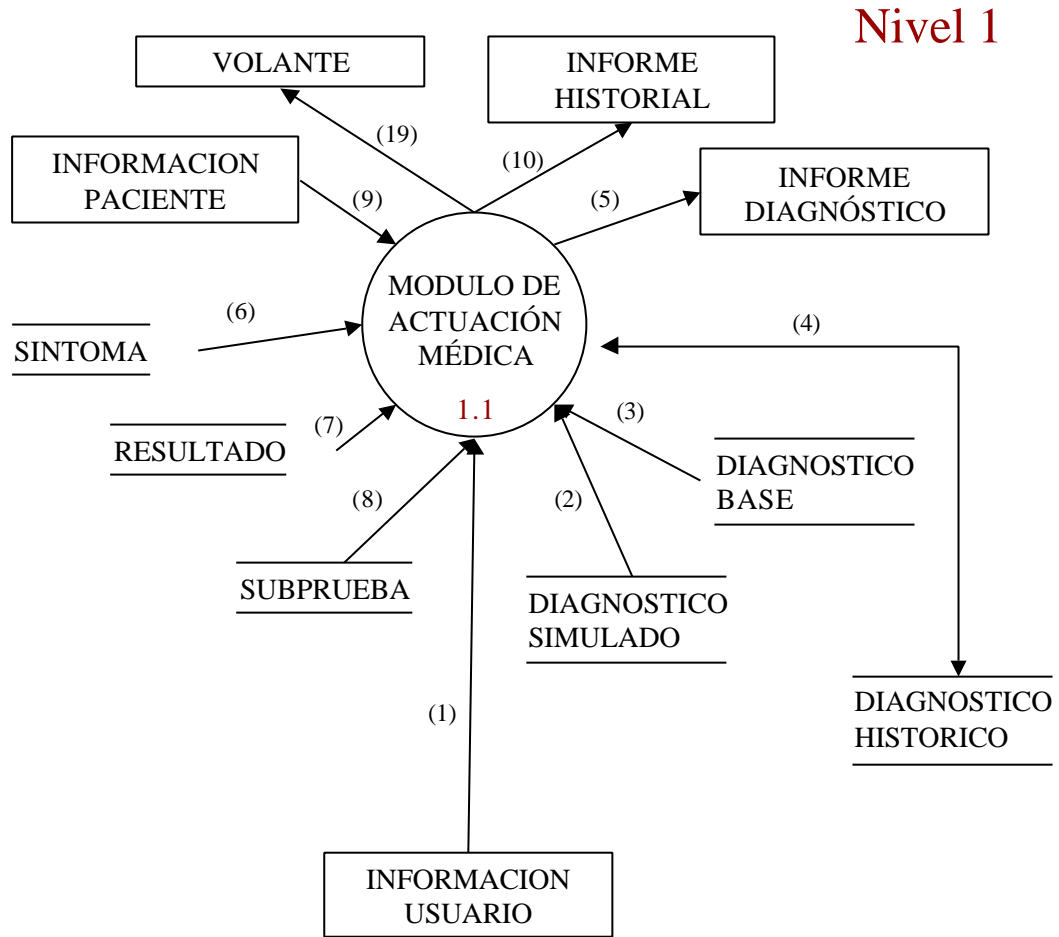 Nivel 1
VOLANTE
INFORME
HISTORIAL
(19)
(10)
INFORMACION
PACIENTE
(9)
(5)
INFORME
DIAGNÓSTICO
MODULO DE
ACTUACIÓN
MÉDICA
1.1
(6)
SINTOMA
(4)
(7)
RESULTADO
(3)
DIAGNOSTICO
BASE
(8)
(2)
SUBPRUEBA
DIAGNOSTICO
SIMULADO
(1)
DIAGNOSTICO
HISTORICO
INFORMACION
USUARIO